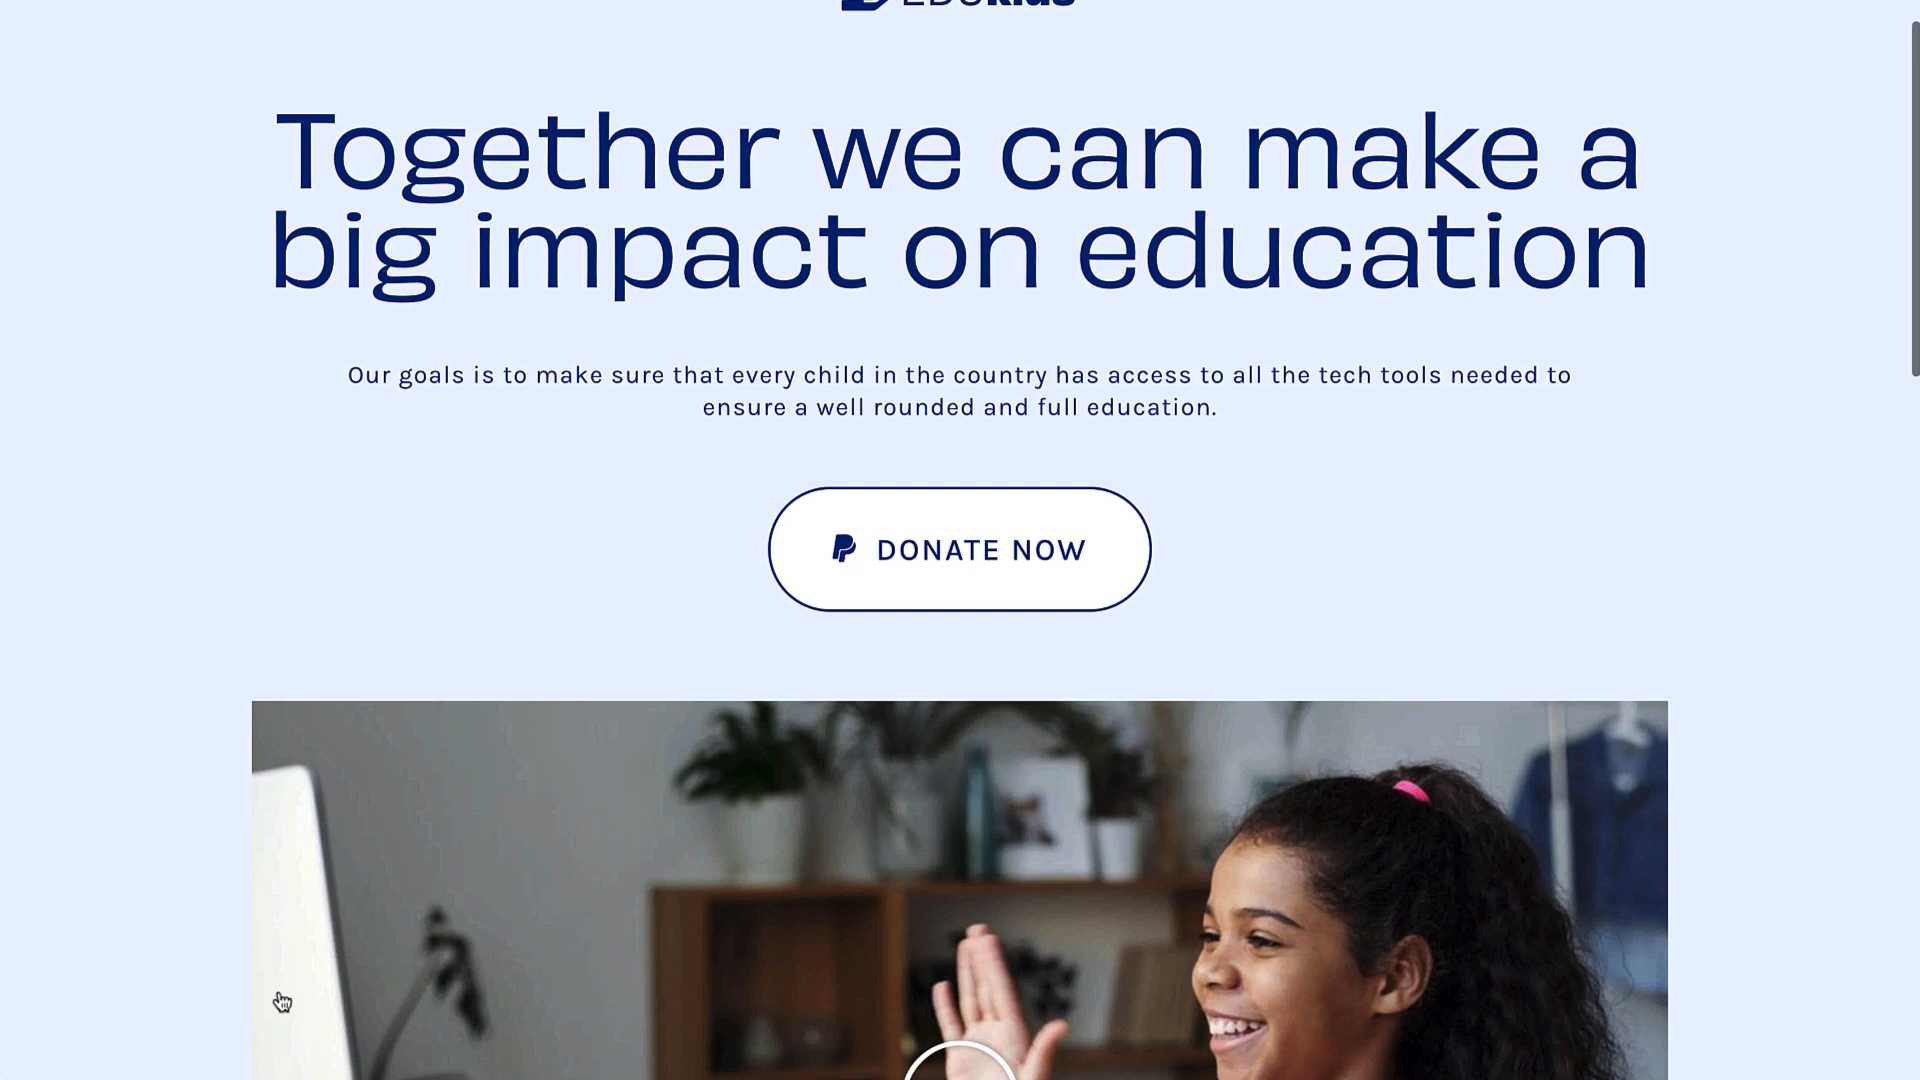 EDUkids
Together we can make a
big impact on education
Our goals is to make sure that every child in the country has access to all the tech tools needed to
ensure a well rounded and full education.
DONATE NOW